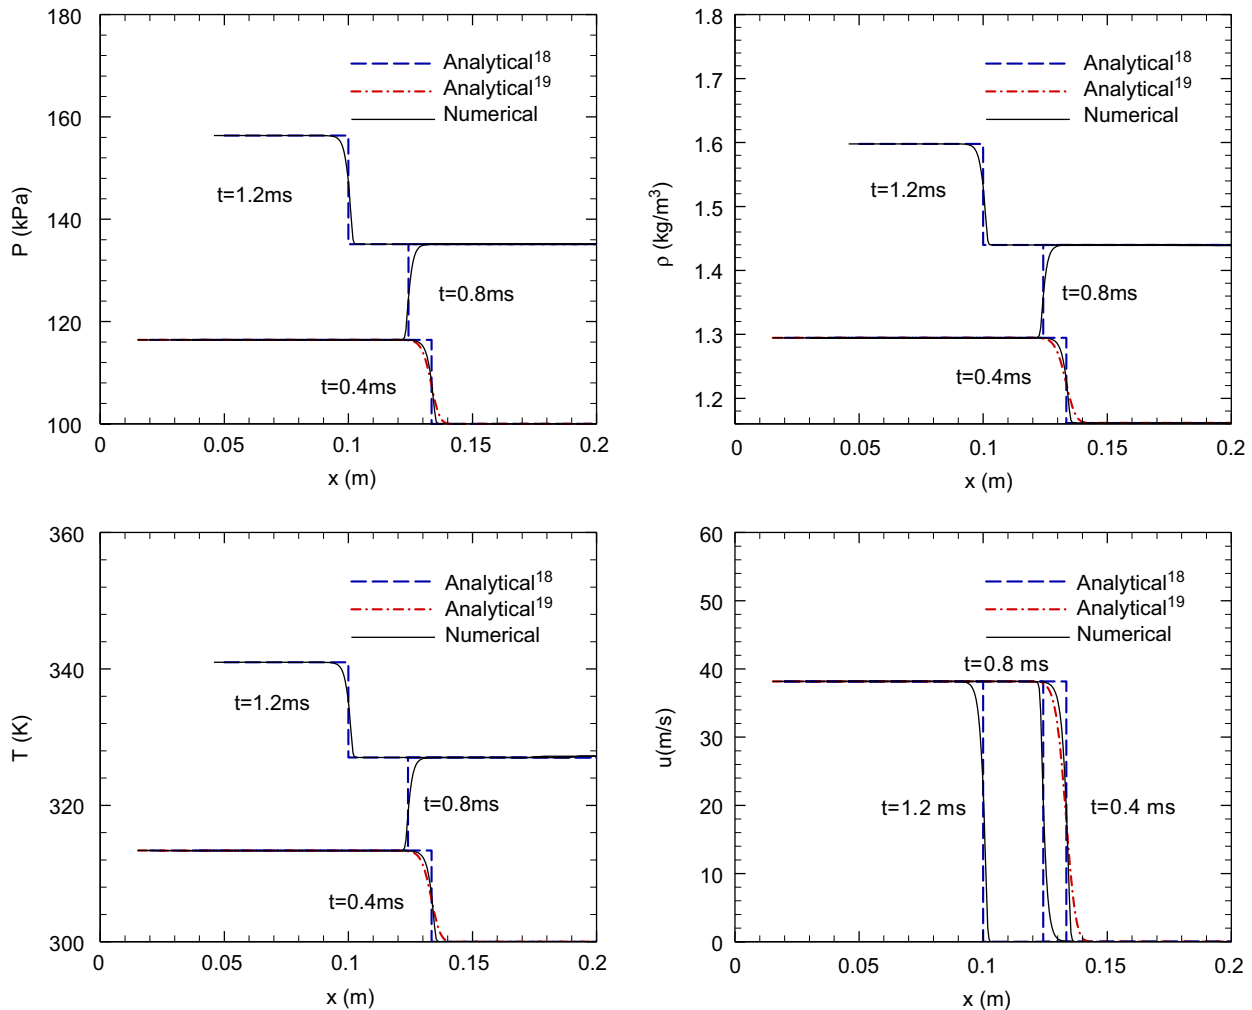 P (kPa)
180
160
140
120
100
0
0.05
0.1
0.15
0.2
x (m)
Analytical18
Analytical19
Numerical
t=1.2ms
t=0.8ms
t=0.4ms
ρ (kg/m3)
1.8
1.7
1.6
1.5
1.4
1.3
1.2
0
0.05
0.1
0.15
0.2
x (m)
Analytical18
Analytical19
Numerical
t=1.2ms
t=0.8ms
t=0.4ms
T (K)
360
340
320
300
0
0.05
0.1
0.15
0.2
x (m)
Analytical18
Analytical19
Numerical
t=1.2ms
t=0.8ms
t=0.4ms
u(m/s)
60
50
40
30
20
10
0
0
0.05
0.1
0.15
0.2
x (m)
Analytical18
Analytical19
Numerical
t=0.8 ms
t=1.2 ms
t=0.4 ms